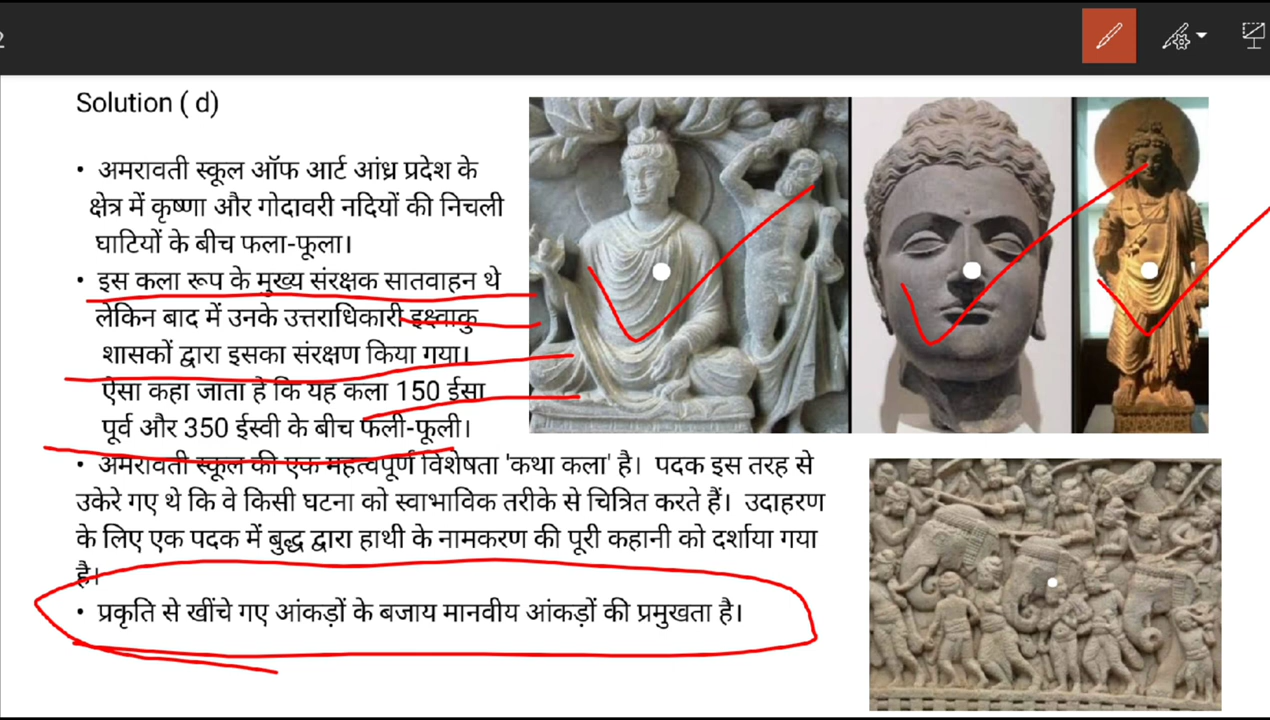 2
Solution ( d)
• अमरावती स्कूल ऑफ आर्ट आंध्र प्रदेश के
क्षेत्र में कृष्णा और गोदावरी नदियों की निचली
घाटियों के बीच फला-फूला।
• इस कला रूप के मुख्य संरक्षक सातवाहन थे
लेकिन बाद में उनके उत्तराधिकारी इक्ष्वाकु
शासकों द्वारा इसका संरक्षण किया गया।
ऐसा कहा जाता है कि यह कला 150 ईसा
पूर्व और 350 ईस्वी के बीच फली-फूली।
• अमरावती स्कूल की एक महत्वपूर्ण विशेषता 'कथा कला' है। पदक इस तरह से
उकेरे गए थे कि वे किसी घटना को स्वाभाविक तरीके से चित्रित करते हैं। उदाहरण
के लिए एक पदक में बुद्ध द्वारा हाथी के नामकरण की पूरी कहानी को दर्शाया गया
है।
• प्रकृति से खींचे गए आंकड़ों के बजाय मानवीय आंकड़ों की प्रमुखता है।